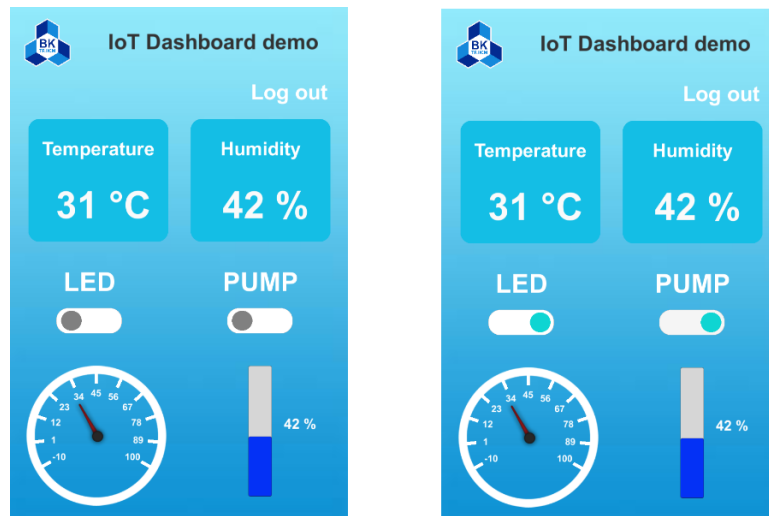 BK
TP.HCM
IoT Dashboard demo
Log out
Temperature
31 °C
Humidity
42 %
LED
PUMP
-10
1
12
23
34
45
56
67
78
89
100
42 %
BK
TP.HCM
IoT Dashboard demo
Log out
Temperature
31 °C
Humidity
42 %
LED
PUMP
-10
1
12
23
34
45
56
67
78
89
100
42 %